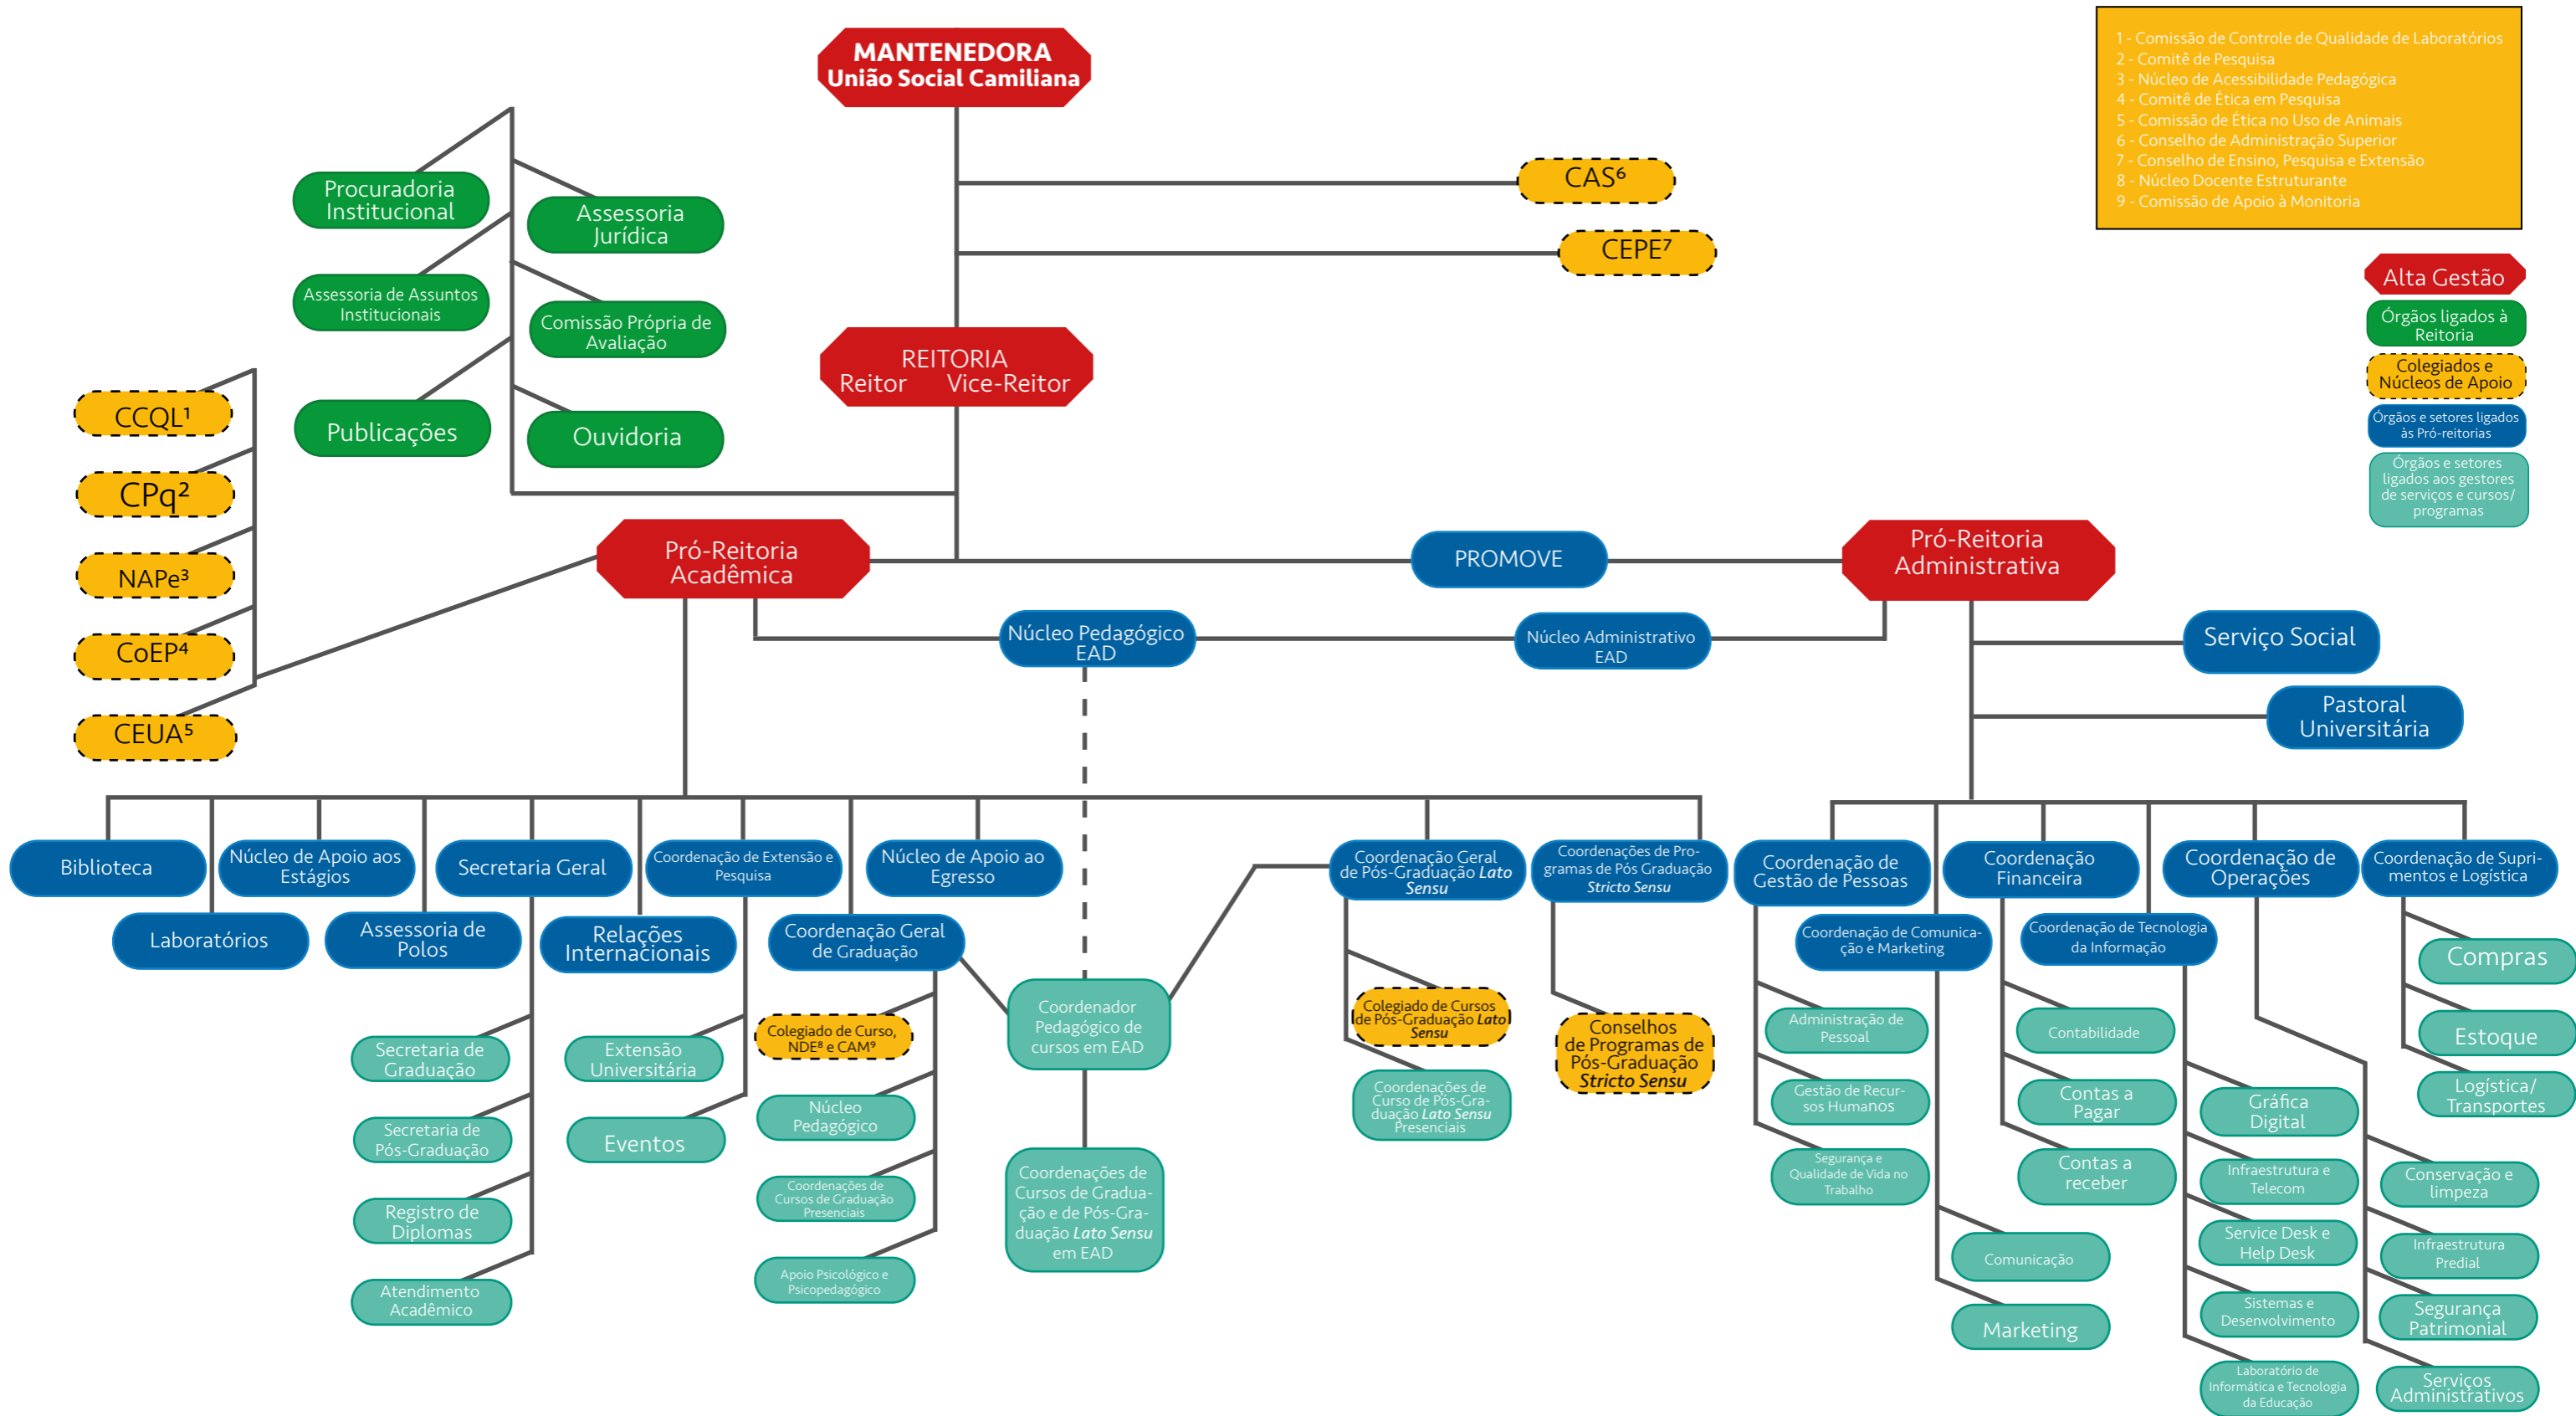 MANTENEDORA
União Social Camiliana
1 - Comissão de Controle de Qualidade de Laboratórios
2 - Comitê de Pesquisa
3 - Núcleo de Acessibilidade Pedagógica
4 - Comitê de Ética em Pesquisa
5 - Comissão de Ética no Uso de Animais
6 - Conselho de Administração Superior
7 - Conselho de Ensino, Pesquisa e Extensão
8 - Núcleo Docente Estruturante
9 - Comissão de Apoio à Monitoria
CAS⁶
CEPE⁷
Procuradoria
Institucional
Assessoria
Jurídica
Assessoria de Assuntos
Institucionais
Comissão Própria de
Avaliação
Publicações
Ouvidoria
REITORIA
Reitor Vice-Reitor
Alta Gestão
Órgãos ligados à
Reitoria
Colegiados e
Núcleos de Apoio
Órgãos e setores ligados
às Pró-reitorias
Órgãos e setores
ligados aos gestores
de serviços e cursos/
programas
CCQL¹
CPq²
NAPe³
CoEP⁴
CEUA⁵
Pró-Reitoria
Acadêmica
PROMOVE
Pró-Reitoria
Administrativa
Núcleo Pedagógico
EAD
Núcleo Administrativo
EAD
Serviço Social
Pastoral
Universitária
Biblioteca
Núcleo de Apoio aos
Estágios
Secretaria Geral
Coordenação de Extensão e
Pesquisa
Núcleo de Apoio ao
Egresso
Coordenação Geral
de Pós-Graduação Lato
Sensu
Coordenações de Pro-
gramas de Pós Graduação
Stricto Sensu
Coordenação de
Gestão de Pessoas
Coordenação
Financeira
Coordenação de
Operações
Coordenação de Supri-
mentos e Logística
Laboratórios
Assessoria de
Polos
Relações
Internacionais
Coordenação Geral
de Graduação
Coordenação de Comunica-
ção e Marketing
Coordenação de Tecnologia
da Informação
Secretaria de
Graduação
Secretaria de
Pós-Graduação
Registro de
Diplomas
Atendimento
Acadêmico
Extensão
Universitária
Eventos
Colegiado de Curso,
NDE⁸ e CAM⁹
Núcleo
Pedagógico
Coordenações de
Cursos de Graduação
Presenciais
Apoio Psicológico e
Psicopedagógico
Coordenador
Pedagógico de
cursos em EAD
Coordenações de
Cursos de Gradua-
ção e de Pós-Gra-
duação Lato Sensu
em EAD
Colegiado de Cursos
de Pós-Graduação Lato
Sensu
Coordenações de
Curso de Pós-Gra-
duação Lato Sensu
Presenciais
Conselhos
de Programas de
Pós-Graduação
Stricto Sensu
Administração de
Pessoal
Gestão de Recur-
sos Humanos
Segurança e
Qualidade de Vida no
Trabalho
Comunicação
Marketing
Contabilidade
Contas a
Pagar
Contas a
receber
Gráfica
Digital
Infraestrutura e
Telecom
Service Desk e
Help Desk
Sistemas e
Desenvolvimento
Laboratório de
Informática e Tecnologia
da Educação
Conservação e
limpeza
Infraestrutura
Predial
Segurança
Patrimonial
Serviços
Administrativos
Compras
Estoque
Logística/
Transportes